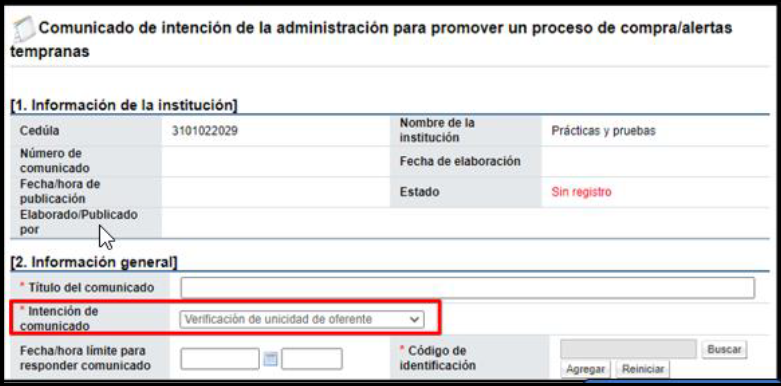 Comunicado de intención de la administración para promover un proceso de compra/alertas
tempranas
[1. Información de la institución]
Cedúla 3101022029 Nombre de la institución Prácticas y pruebas
Número de comunicado Fecha de elaboración
Fecha/hora de publicación Estado Sin registro
Elaborado/Publicado por
[2. Información general]
* Título del comunicado
* Intención de comunicado Verificación de unicidad de oferente
Fecha/hora límite para responder comunicado * Código de identificación Buscar
Agregar Reiniciar